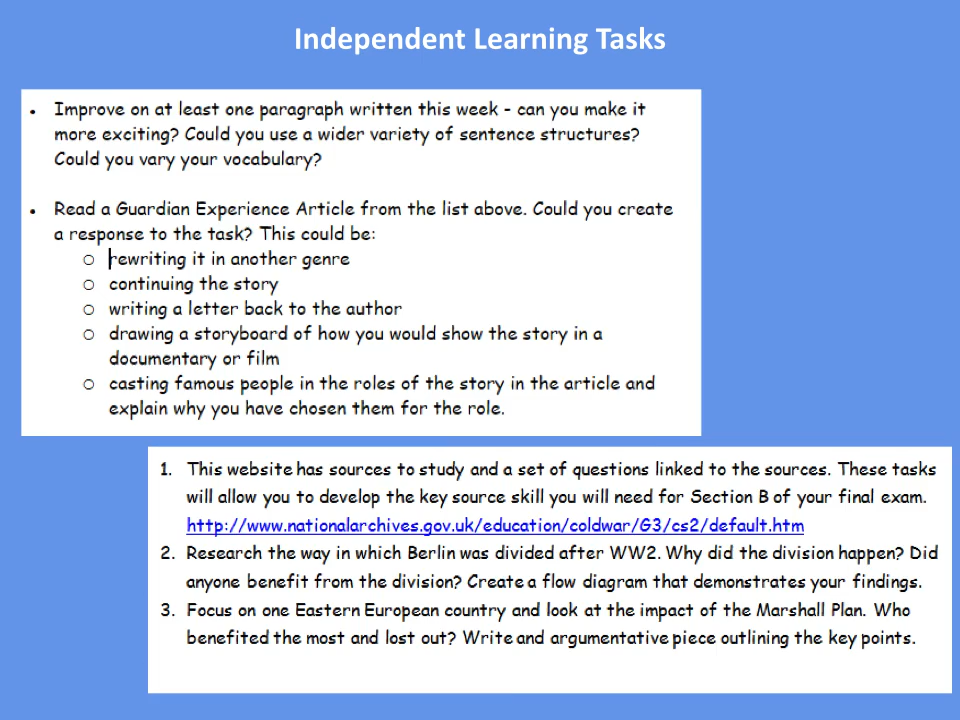 Independent Learning Tasks
• Improve on at least one paragraph written this week - can you make it
more exciting? Could you use a wider variety of sentence structures?
Could you vary your vocabulary?
• Read a Guardian Experience Article from the list above. Could you create
a response to the task? This could be:
o rewriting it in another genre
o continuing the story
o writing a letter back to the author
o drawing a storyboard of how you would show the story in a
documentary or film
o casting famous people in the roles of the story in the article and
explain why you have chosen them for the role.
1. This website has sources to study and a set of questions linked to the sources. These tasks
will allow you to develop the key source skill you will need for Section B of your final exam.
http://www.nationalarchives.gov.uk/education/coldwar/G3/cs2/default.htm
2. Research the way in which Berlin was divided after WW2. Why did the division happen? Did
anyone benefit from the division? Create a flow diagram that demonstrates your findings.
3. Focus on one Eastern European country and look at the impact of the Marshall Plan. Who
benefited the most and lost out? Write and argumentative piece outlining the key points.